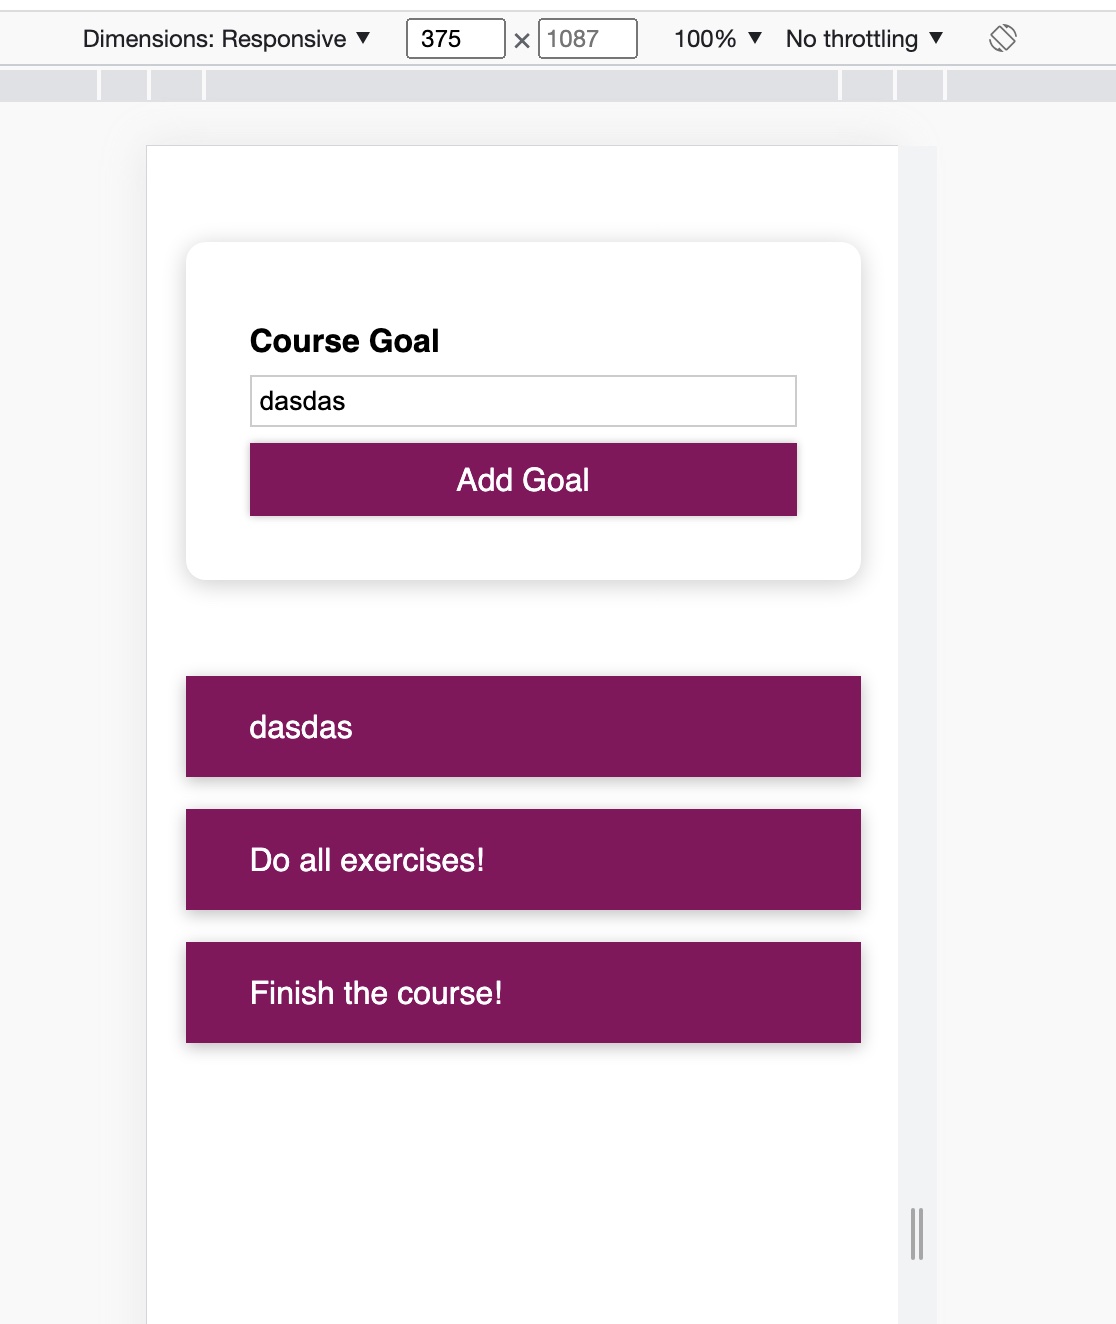 Dimensions: Responsive ▼ 375 × 1087 100% ▼ No throttling ▼
Course Goal
dasdas
Add Goal
dasdas
Do all exercises!
Finish the course!